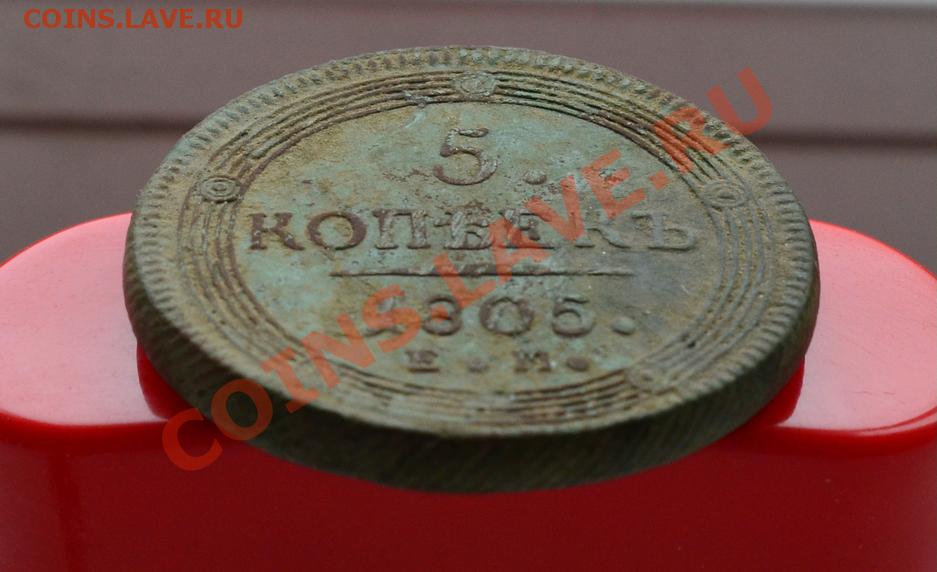 COINS.LAVE.RU
5.
КОПѢЕКЪ
1805.
Е.М.
COINS.LAVE.RU